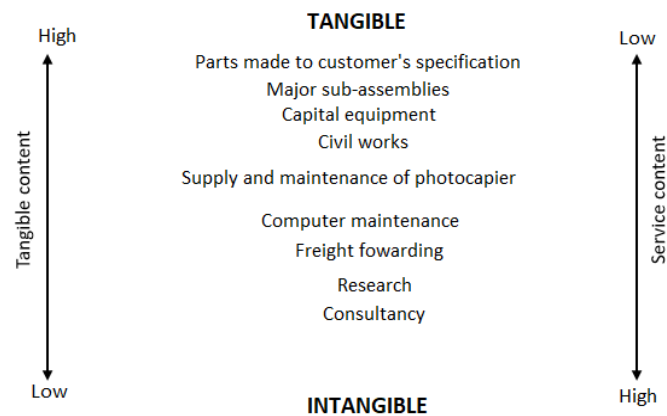 TANGIBLE
High
Low
Parts made to customer's specification
Major sub-assemblies
Capital equipment
Civil works
Supply and maintenance of photocapier
Computer maintenance
Freight fowarding
Research
Consultancy
Tangible content
Service content
Low
High
INTANGIBLE